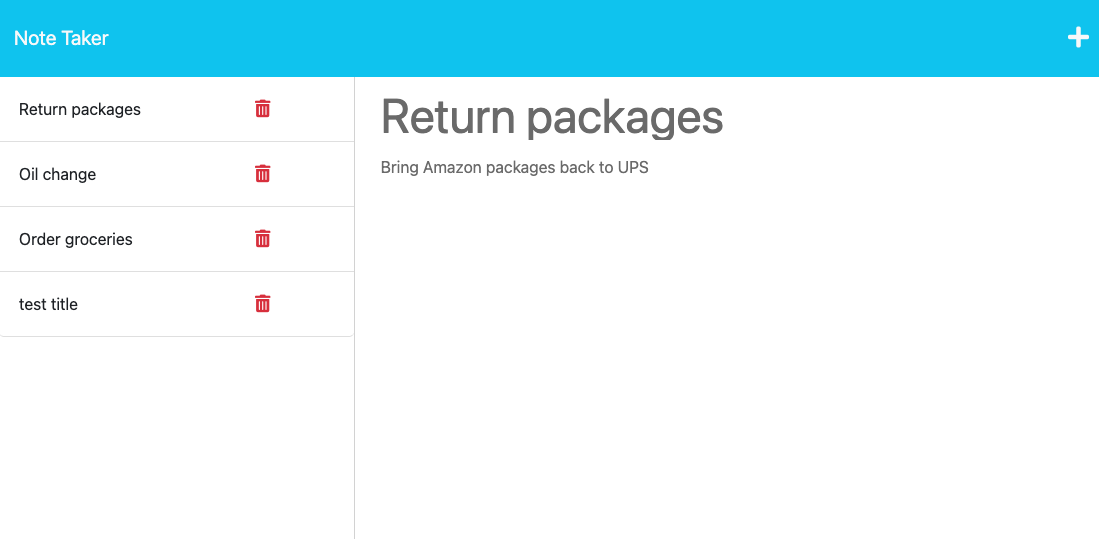 Note Taker
Return packages
Oil change
Order groceries
test title
Return packages
Bring Amazon packages back to UPS